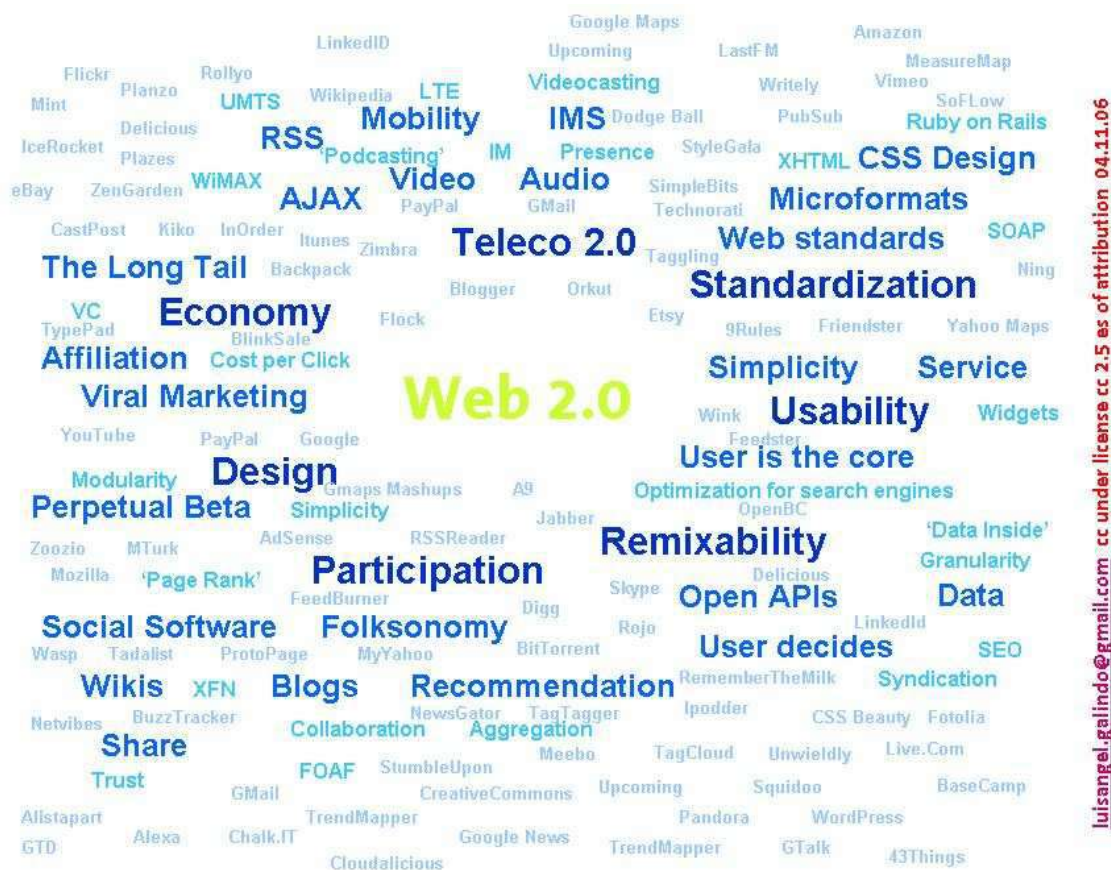 Google Maps
LinkedID Amazon
Upcoming LastFM
Flickr Rollyo Videocasting MeasureMap
Planzo Wikipedia LTE Writely Vimeo
Mint UMTS SoFLow
Delicious RSS Mobility IMS Dodge Ball PubSub Ruby on Rails
IceRocket Plazes 'Podcasting' IM Presence StyleGala XHTML CSS Design
eBay ZenGarden WiMAX AJAX Video Audio SimpleBits Microformats
PayPal GMail Technorati
CastPost Kiko InOrder Itunes Zimbra Teleco 2.0 Web standards SOAP
Taggling
The Long Tail Backpack Ning
Blogger Orkut Standardization
VC Economy Flock Etsy
TypePad BlinkSale 9Rules Friendster Yahoo Maps
Affiliation Cost per Click Simplicity Service
Viral Marketing Web 2.0 Wink Usability Widgets
YouTube PayPal Google Feedster
User is the core
Modularity Design Gmaps Mashups A9 Optimization for search engines
Perpetual Beta Simplicity Jabber OpenBC
'Data Inside'
AdSense RSSReader Remixability
Zoozio MTurk Granularity
Mozilla 'Page Rank' Participation Skype Delicious
FeedBurner Digg Open APIs Data
Social Software Folksonomy Rojo LinkedId
Wasp Tadalist ProtoPage MyYahoo BitTorrent User decides SEO
Wikis XFN Blogs Recommendation RememberTheMilk Syndication
Netvibes BuzzTracker NewsGator TagTagger Ipodder CSS Beauty Fotolia
Collaboration Aggregation
Share Meebo TagCloud Unwieldly Live.Com
Trust FOAF StumbleUpon
GMail CreativeCommons Upcoming Squidoo BaseCamp
Alistapart TrendMapper Pandora WordPress
GTD Alexa Chalk.IT Google News TrendMapper GTalk 43Things
Cloudalicious
luisangel.galindo@gmail.com cc under license cc 2.5 es of attribution 04.11.06